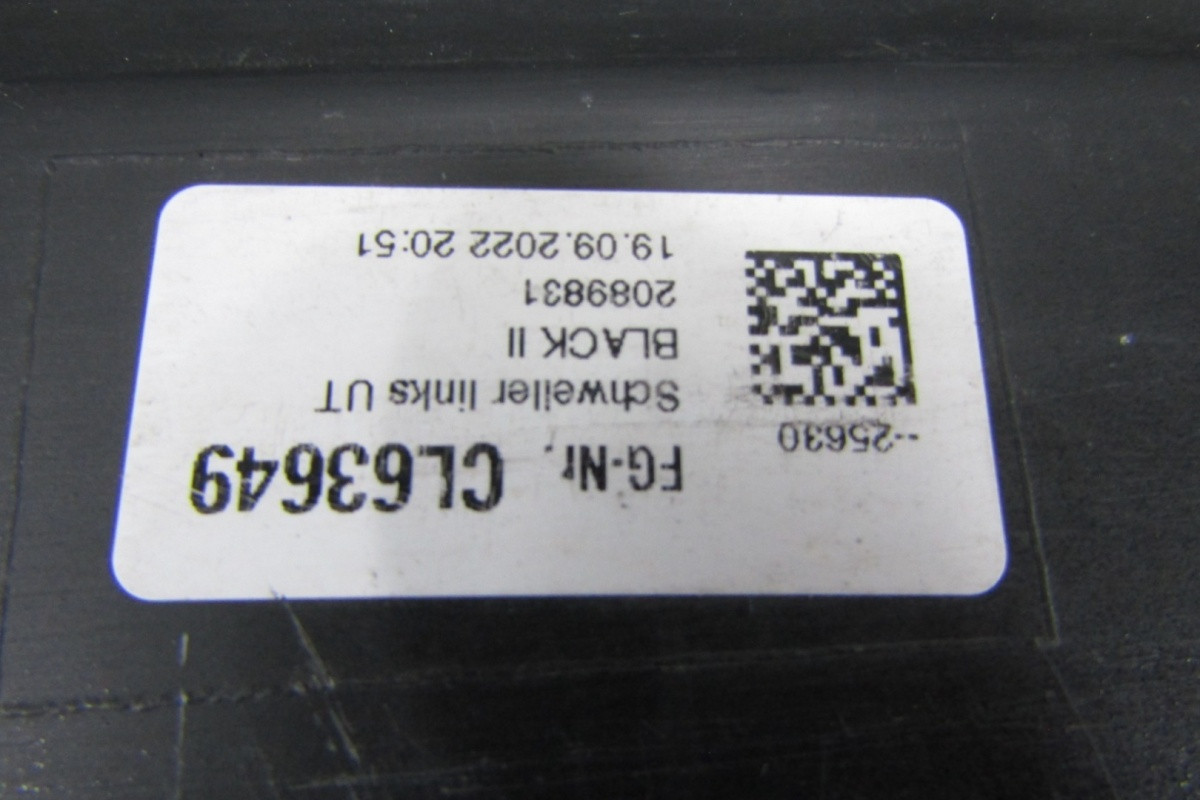 FG-Nr. CL63649
Schweller links UT
BLACK II
2089831
19.09.2022 20:51
--25630